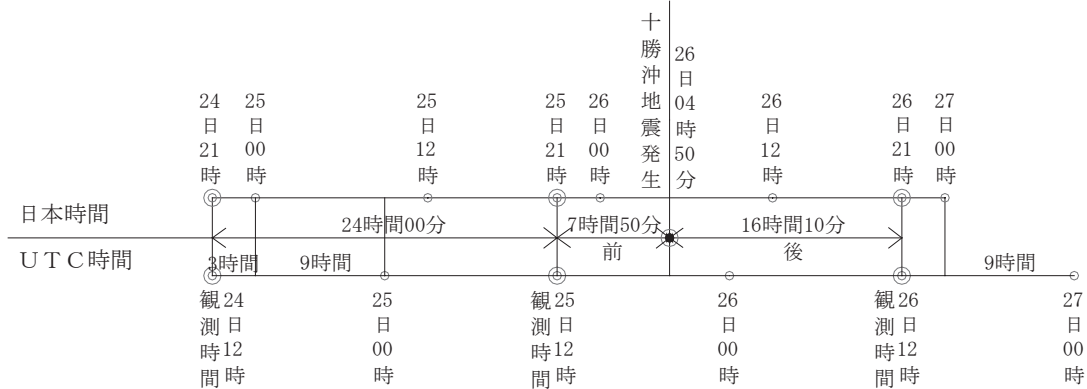 十勝沖地震発生
26日04時50分
24日21時
25日00時
25日12時
25日21時
26日00時
26日12時
26日21時
27日00時
日本時間
24時間00分
7時間50分
16時間10分
前
後
UTC時間
3時間
9時間
9時間
観測時間
24日12時
25日00時
観測時間
25日12時
26日00時
観測時間
26日12時
27日00時